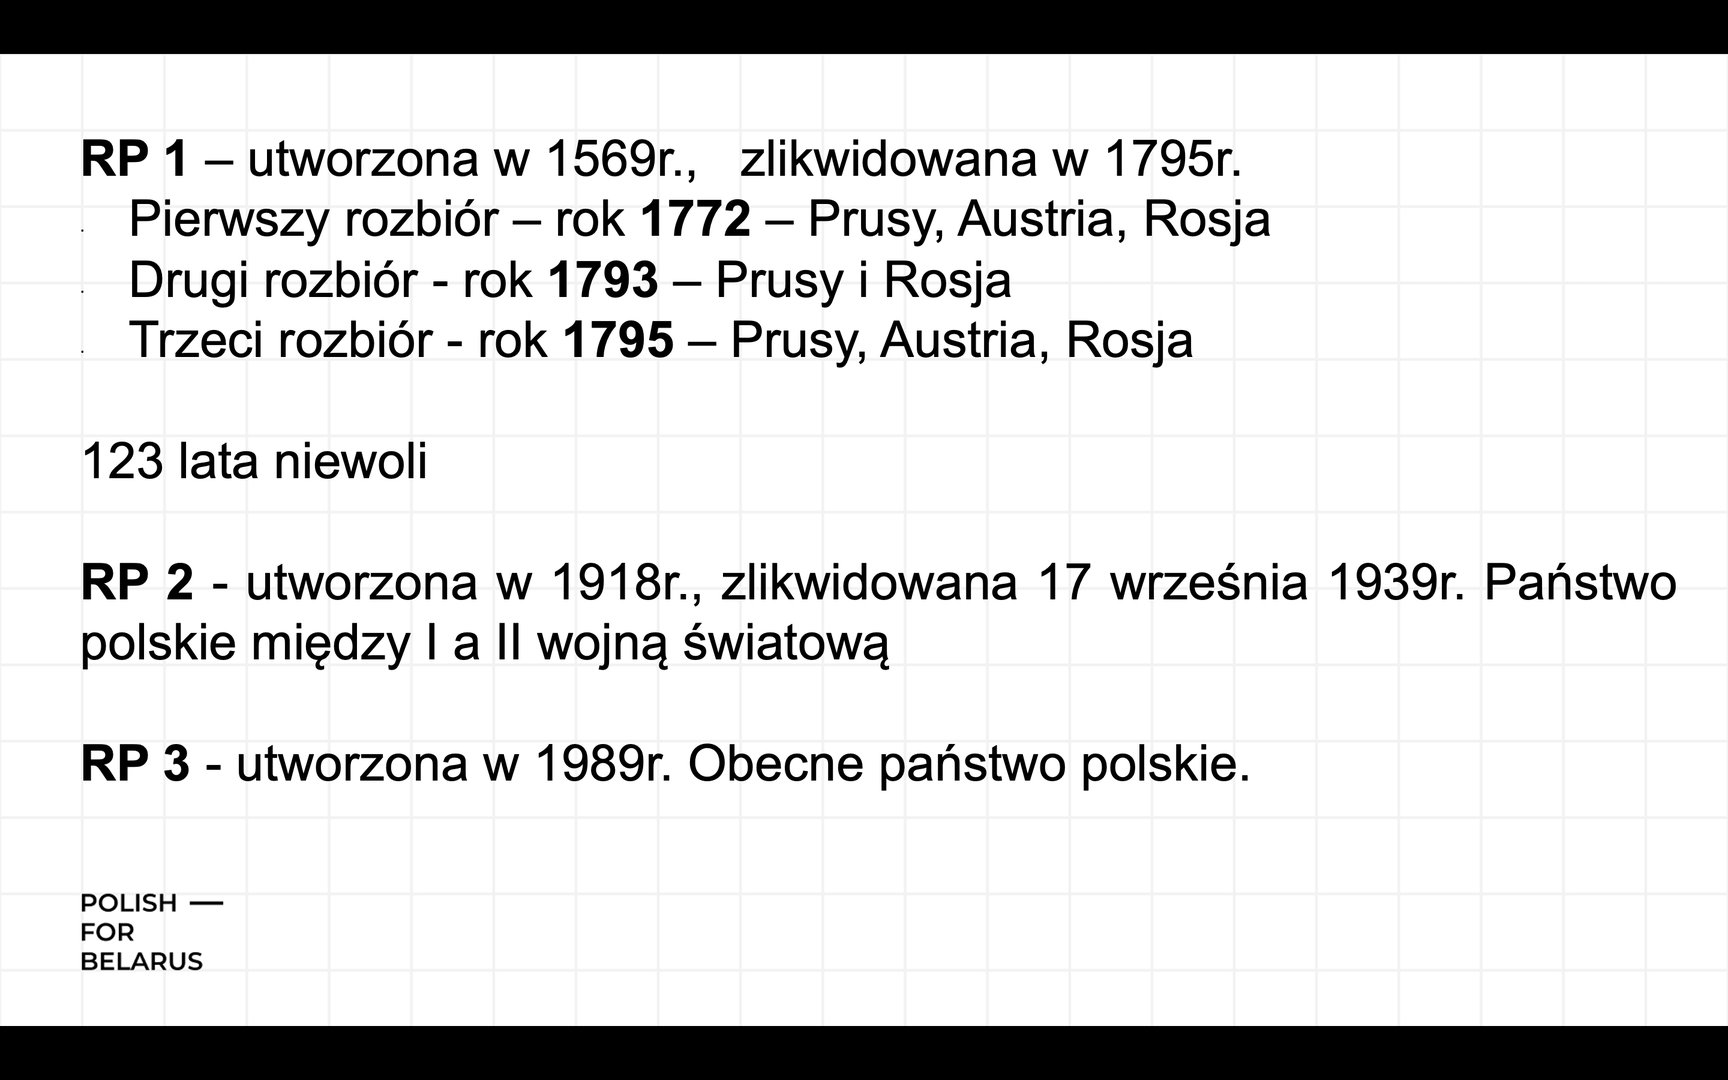 RP 1 – utworzona w 1569r., zlikwidowana w 1795r.
· Pierwszy rozbiór – rok 1772 – Prusy, Austria, Rosja
· Drugi rozbiór - rok 1793 – Prusy i Rosja
· Trzeci rozbiór - rok 1795 – Prusy, Austria, Rosja
123 lata niewoli
RP 2 - utworzona w 1918r., zlikwidowana 17 września 1939r. Państwo
polskie między I a II wojną światową
RP 3 - utworzona w 1989r. Obecne państwo polskie.
POLISH —
FOR
BELARUS